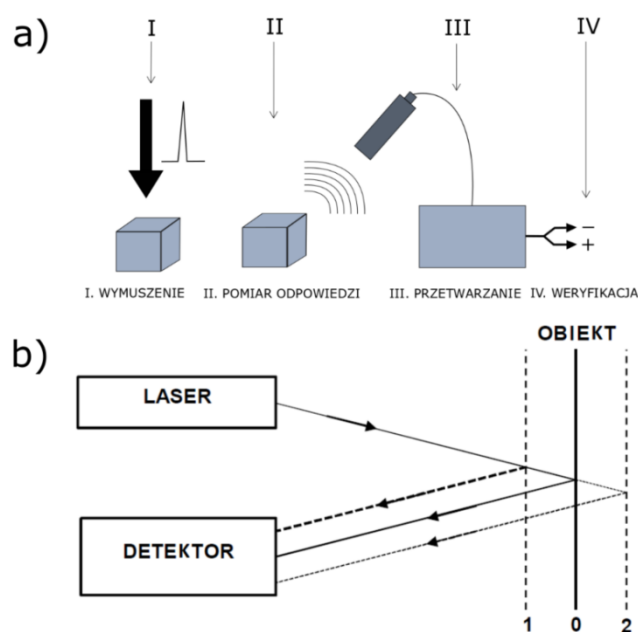 a)
I II III IV
− +
I. WYMUSZENIE II. POMIAR ODPOWIEDZI III. PRZETWARZANIE IV. WERYFIKACJA
b)
OBIEKT
LASER
DETEKTOR
1 0 2